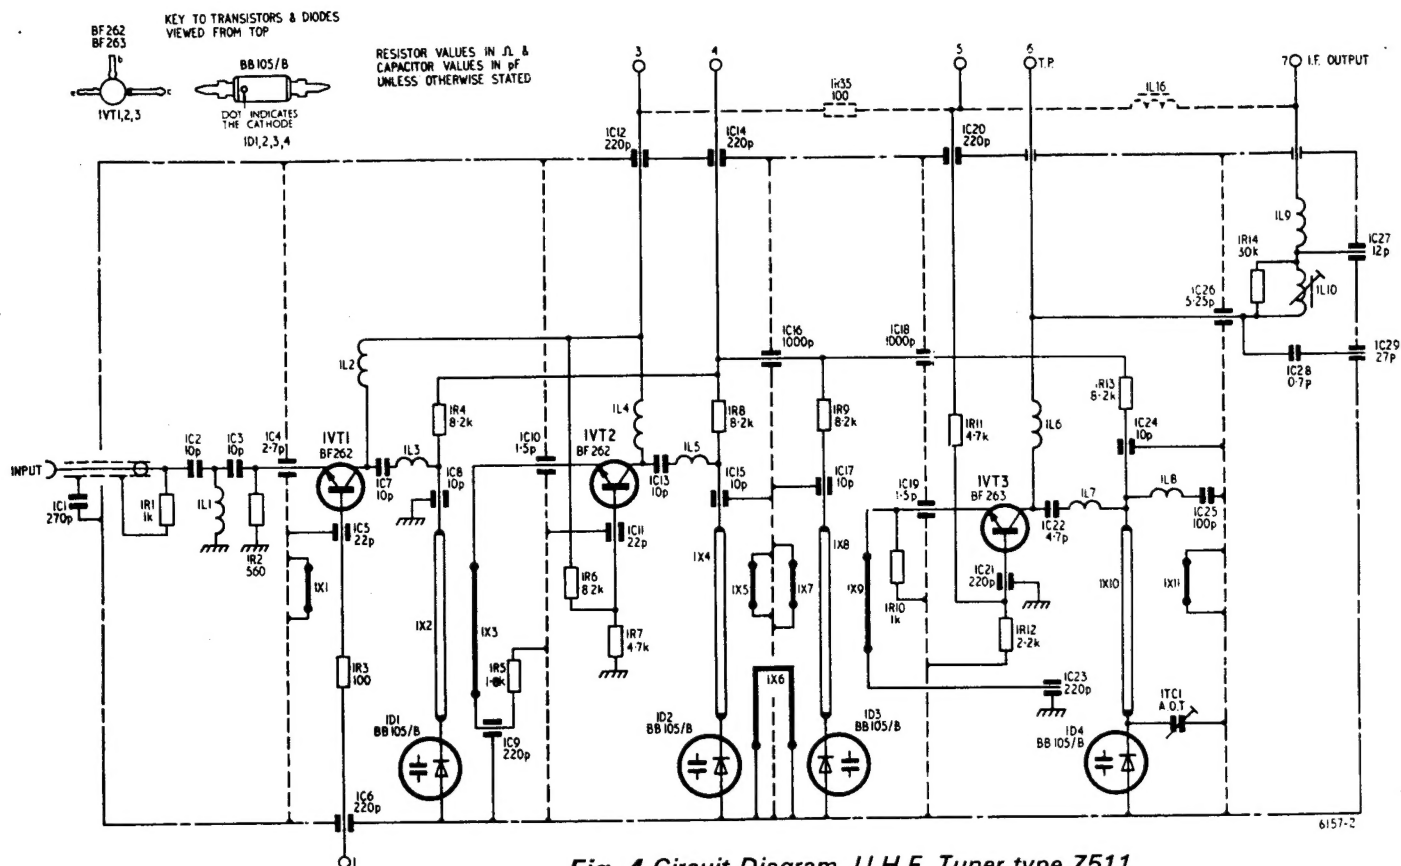 KEY TO TRANSISTORS & DIODES
VIEWED FROM TOP
BF262
BF263
b
e
c
1VT1,2,3
BB105/B
DOT INDICATES
THE CATHODE
1D1,2,3,4
RESISTOR VALUES IN Ω &
CAPACITOR VALUES IN pF
UNLESS OTHERWISE STATED
3
4
5
6
T.P.
7
I.F. OUTPUT
1R35
100
1L16
1C12
220p
1C14
220p
1C20
220p
1L9
1R14
30k
1C27
12p
1L10
1C26
5·25p
1C29
27p
1C28
0·7p
1C16
1000p
1C18
1000p
1L2
1R4
8·2k
1L4
1R8
8·2k
1R9
8·2k
1R13
8·2k
1R11
4·7k
1L6
1C24
10p
INPUT
1C1
270p
1C2
10p
1C3
10p
1C4
2·7p
1R1
1k
1L1
1R2
560
1VT1
BF262
1C5
22p
1C7
10p
1L3
1C8
10p
1C10
1·5p
1VT2
BF262
1C11
22p
1C13
10p
1L5
1C15
10p
1C17
10p
1C19
1·5p
1VT3
BF263
1C22
4·7p
1L7
1L8
1C25
100p
1C21
220p
1X1
1X2
1X3
1R6
8·2k
1R7
4·7k
1X4
1X5
1X7
1X8
1X9
1R10
1k
1R12
2·2k
1X10
1X11
1R3
100
1R5
1X6
1C23
220p
1TC1
A.O.T.
1D1
BB105/B
1C9
220p
1D2
BB105/B
1D3
BB105/B
1D4
BB105/B
1C6
220p
1
6157-2
Fig. 4 Circuit Diagram, U.H.F. Tuner type Z511